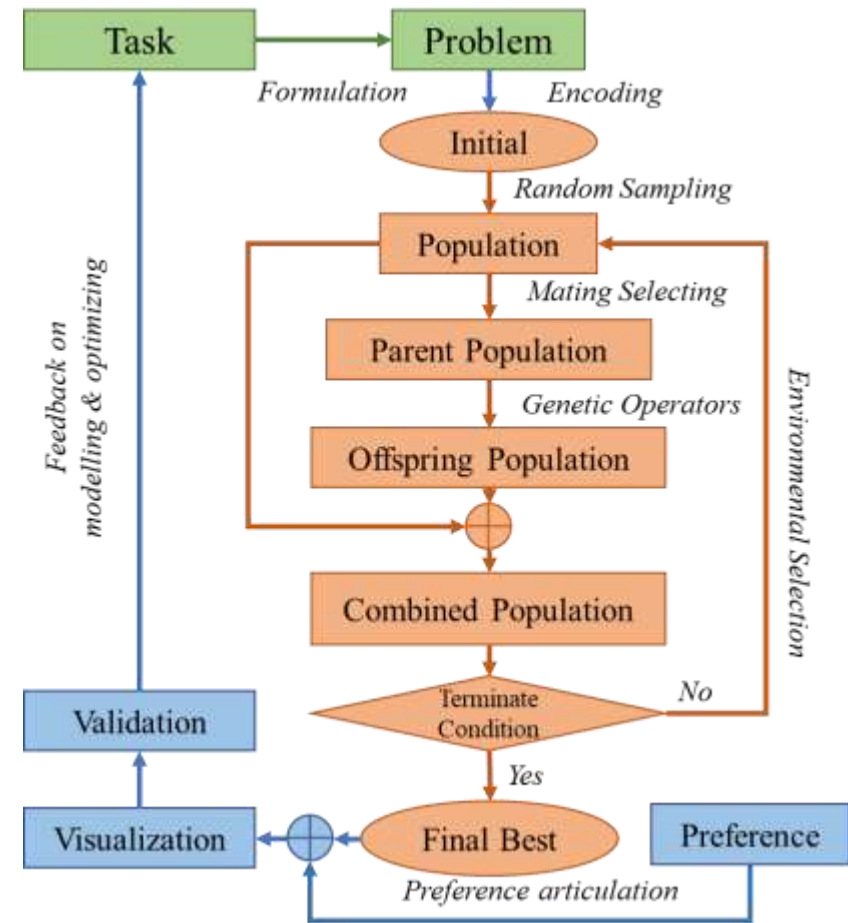 Task
Problem
Formulation
Encoding
Initial
Random Sampling
Population
Mating Selecting
Parent Population
Genetic Operators
Offspring Population
Combined Population
Terminate
Condition
No
Environmental Selection
Yes
Final Best
Preference
Preference articulation
Visualization
Validation
Feedback on
modelling & optimizing